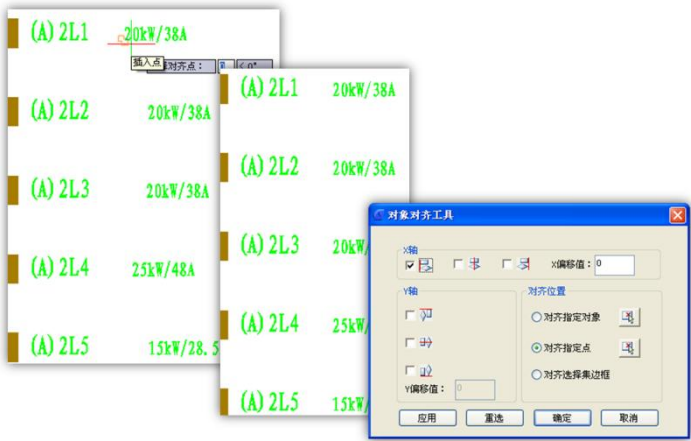 (A) 2L1 20kW/38A
插入点
对齐点： < 0°
(A) 2L2 20kW/38A
(A) 2L3 20kW/38A
(A) 2L4 25kW/48A
(A) 2L5 15kW/28.5
(A) 2L1 20kW/38A
(A) 2L2 20kW/38A
(A) 2L3 20kW/
(A) 2L4 25kW/
(A) 2L5 15kW/
对象对齐工具
X轴
X偏移值： 0
Y轴
Y偏移值： 0
对齐位置
对齐指定对象
对齐指定点
对齐选择集边框
应用 重选 确定 取消